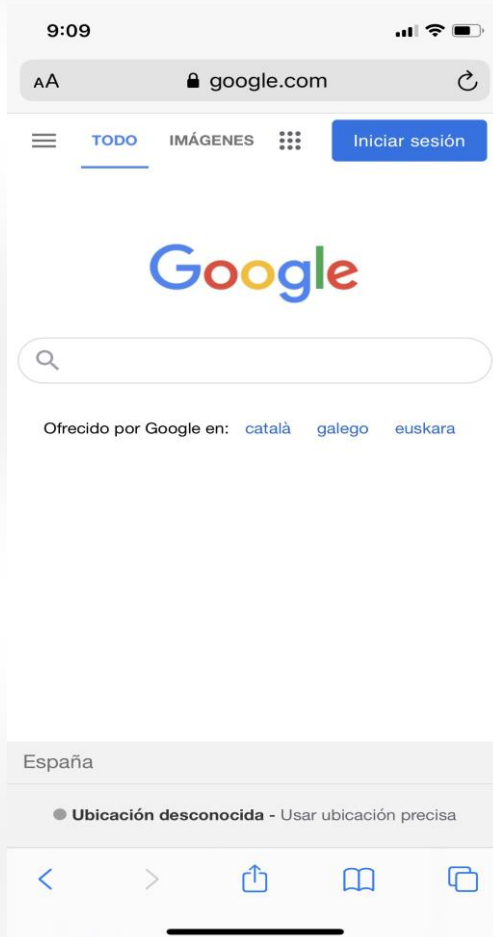 9:09
AA google.com
TODO IMÁGENES Iniciar sesión
Google
Ofrecido por Google en: català galego euskara
España
Ubicación desconocida - Usar ubicación precisa